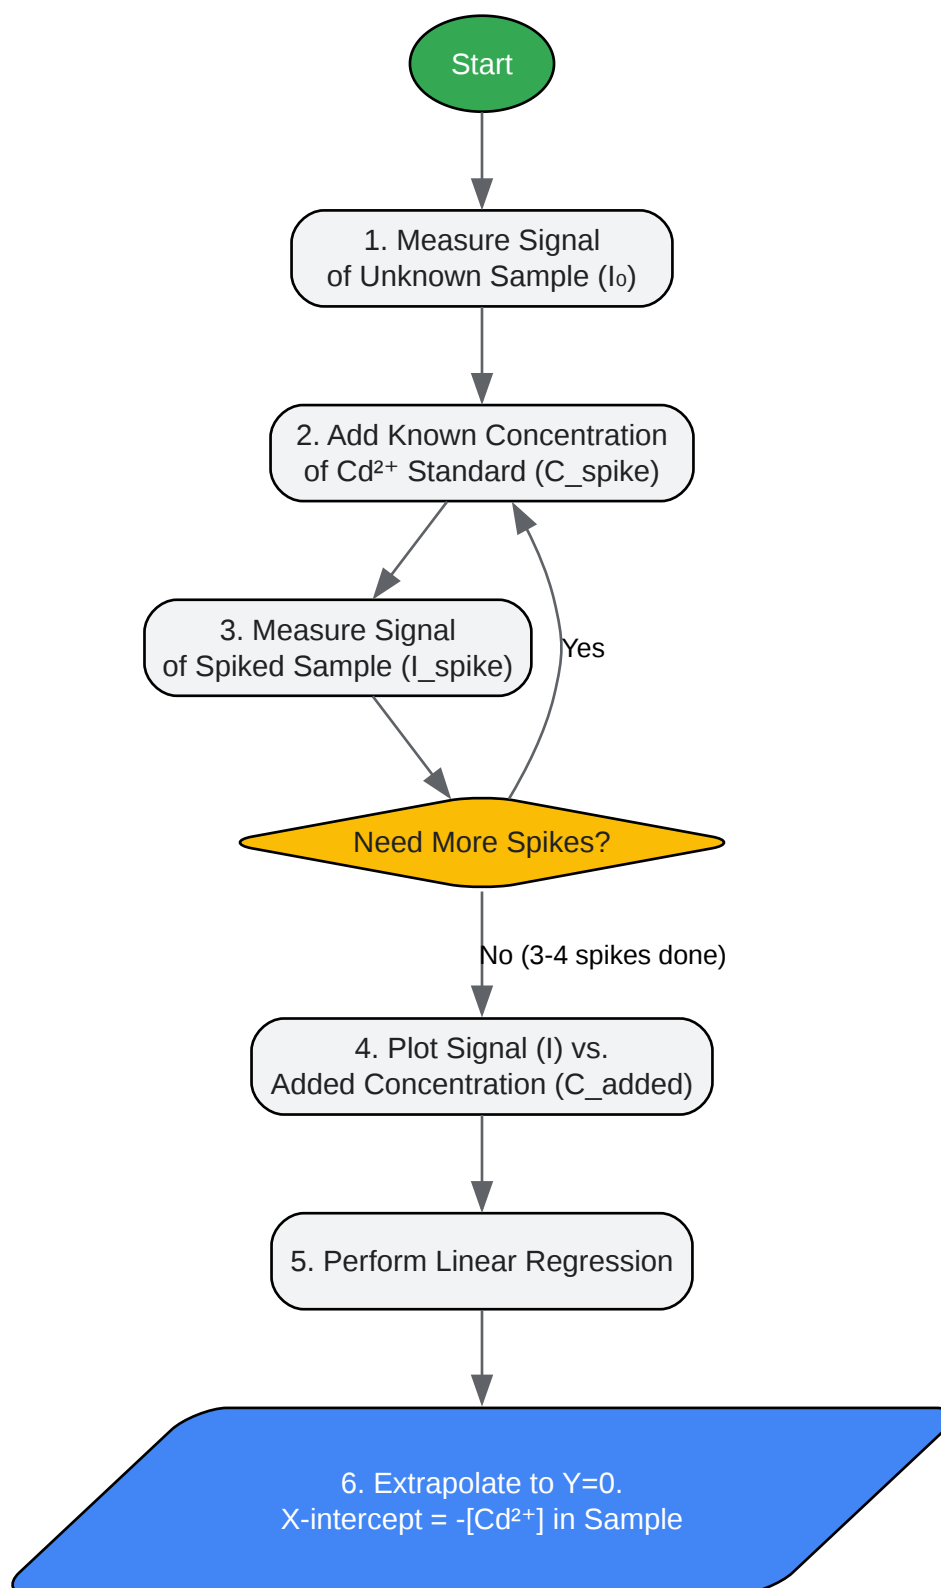 Start
1. Measure Signal
of Unknown Sample (I₀)
2. Add Known Concentration
of Cd²⁺ Standard (C_spike)
3. Measure Signal
of Spiked Sample (I_spike)
Yes
Need More Spikes?
No (3-4 spikes done)
4. Plot Signal (I) vs.
Added Concentration (C_added)
5. Perform Linear Regression
6. Extrapolate to Y=0.
X-intercept = -[Cd²⁺] in Sample